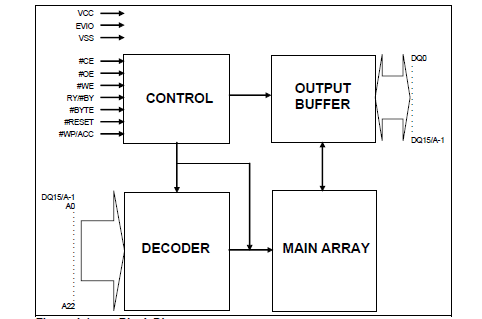 VCC
EVIO
VSS
#CE
#OE
#WE
RY/#BY
#BYTE
#RESET
#WP/ACC
CONTROL
OUTPUT
BUFFER
DQ0
DQ15/A-1
DQ15/A-1
A0
A22
DECODER
MAIN ARRAY